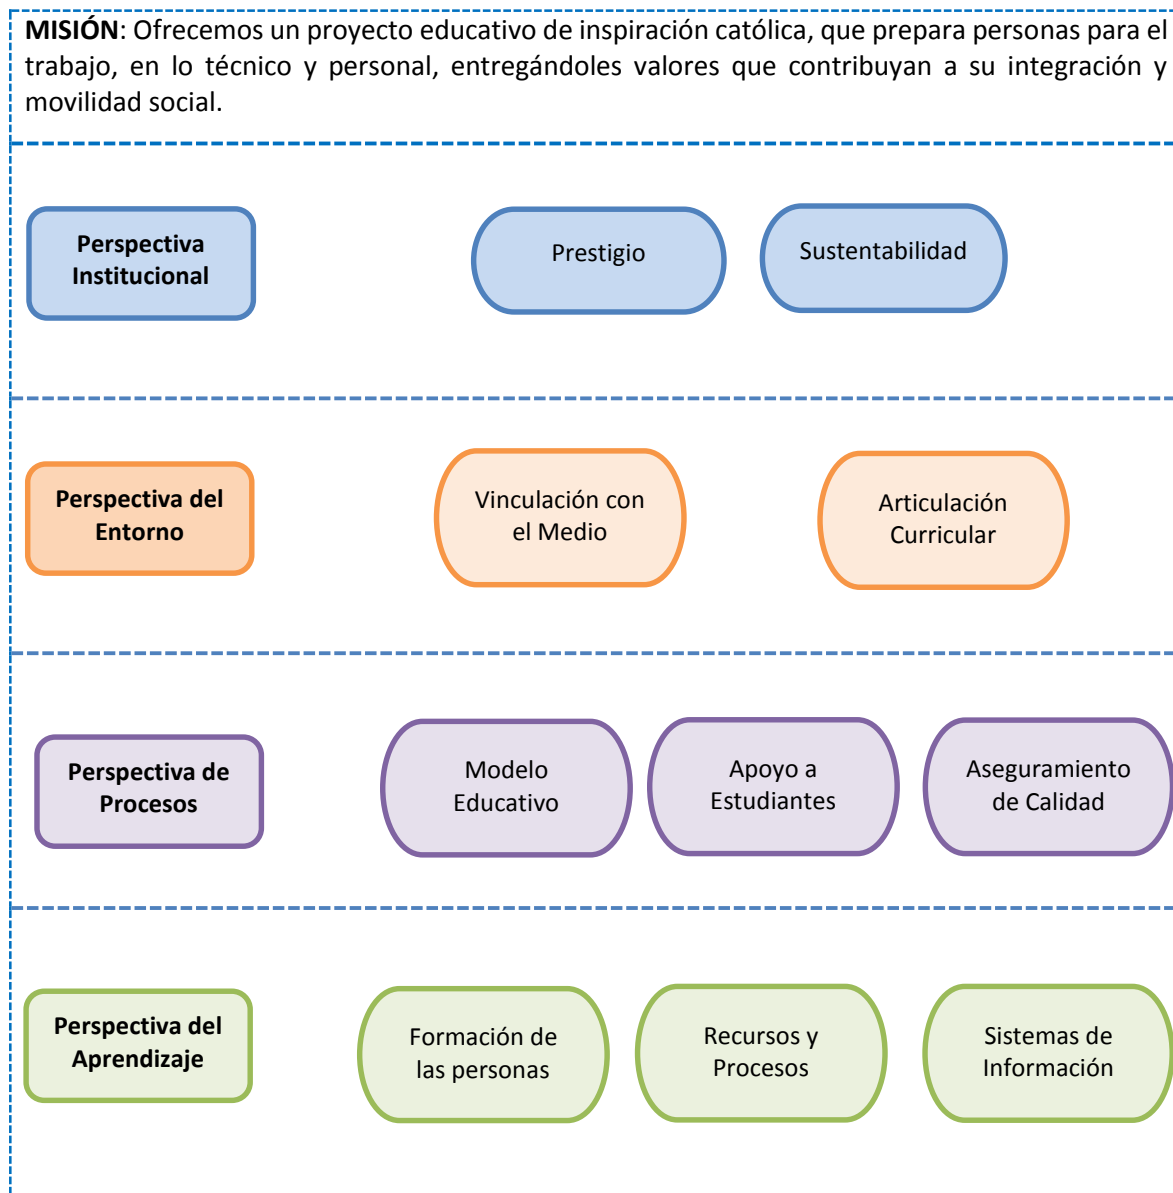 MISIÓN: Ofrecemos un proyecto educativo de inspiración católica, que prepara personas para el
trabajo, en lo técnico y personal, entregándoles valores que contribuyan a su integración y
movilidad social.
Perspectiva
Institucional
Prestigio
Sustentabilidad
Perspectiva del
Entorno
Vinculación con
el Medio
Articulación
Curricular
Perspectiva de
Procesos
Modelo
Educativo
Apoyo a
Estudiantes
Aseguramiento
de Calidad
Perspectiva del
Aprendizaje
Formación de
las personas
Recursos y
Procesos
Sistemas de
Información